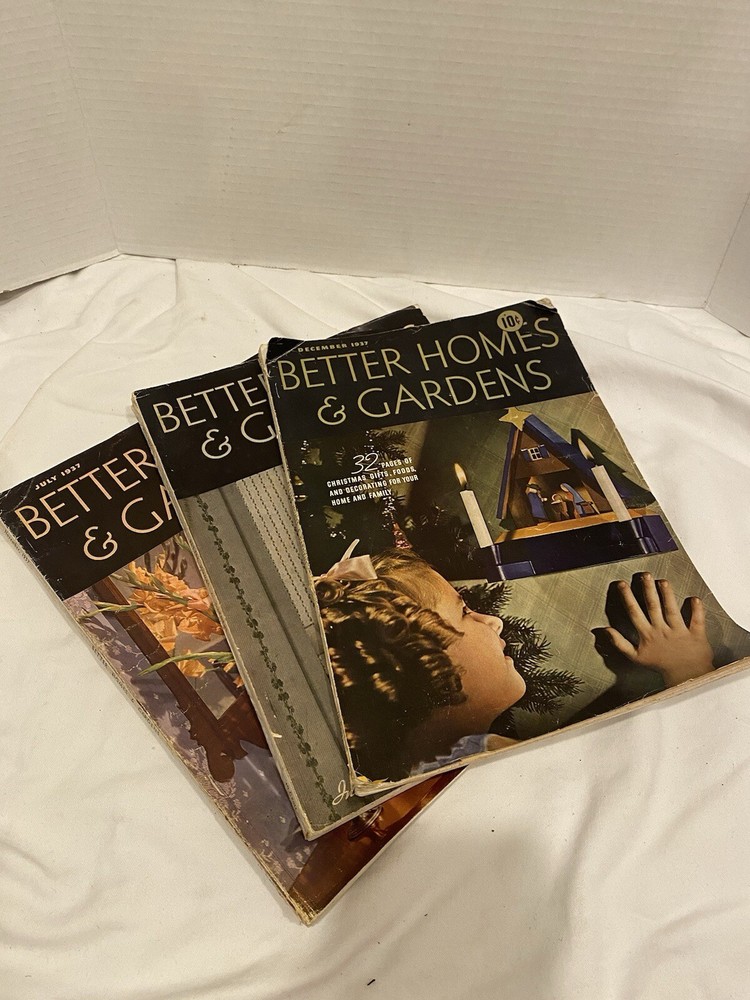 DECEMBER 1937
10¢
BETTER HOMES
& GARDENS
32 PAGES OF
CHRISTMAS GIFTS, FOODS,
AND DECORATING FOR YOUR
HOME AND FAMILY
BETTE
& G
JULY 1937
BETTER
& GA